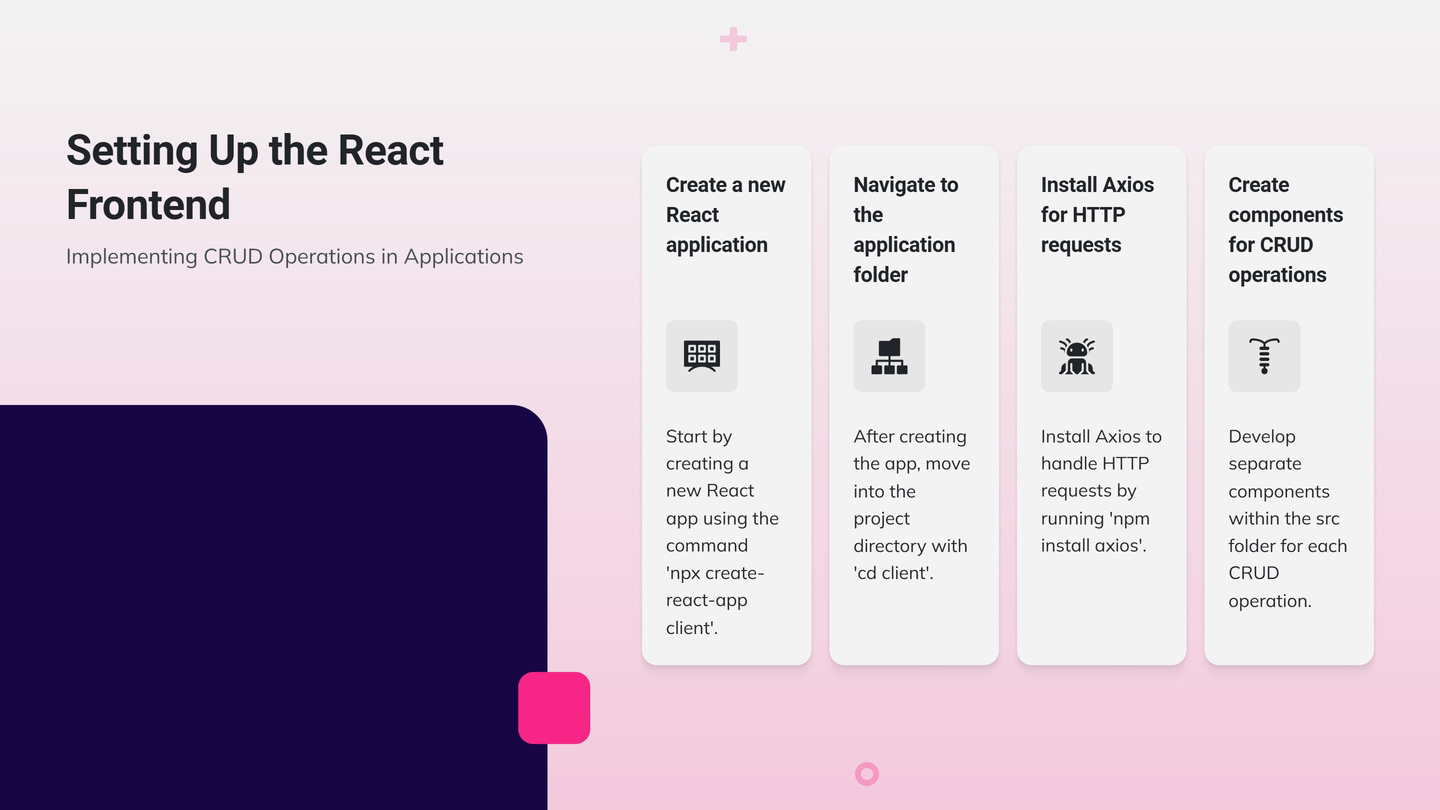 Setting Up the React
Frontend
Implementing CRUD Operations in Applications
Create a new
React
application
Start by
creating a
new React
app using the
command
'npx create-
react-app
client'.
Navigate to
the
application
folder
After creating
the app, move
into the
project
directory with
'cd client'.
Install Axios
for HTTP
requests
Install Axios to
handle HTTP
requests by
running 'npm
install axios'.
Create
components
for CRUD
operations
Develop
separate
components
within the src
folder for each
CRUD
operation.